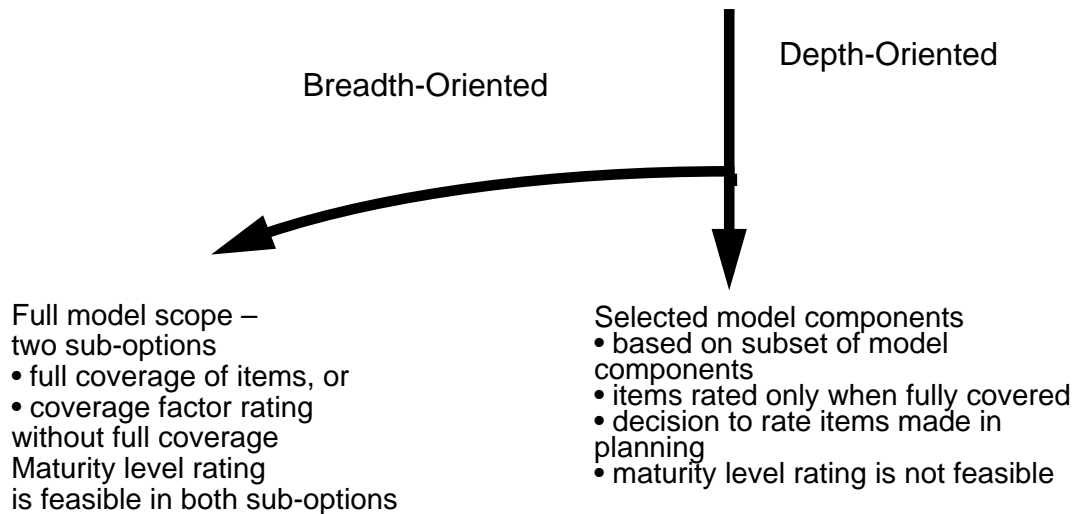 Depth-Oriented
Breadth-Oriented
Full model scope –
two sub-options
• full coverage of items, or
• coverage factor rating
without full coverage
Maturity level rating
is feasible in both sub-options
Selected model components
• based on subset of model
components
• items rated only when fully covered
• decision to rate items made in
planning
• maturity level rating is not feasible